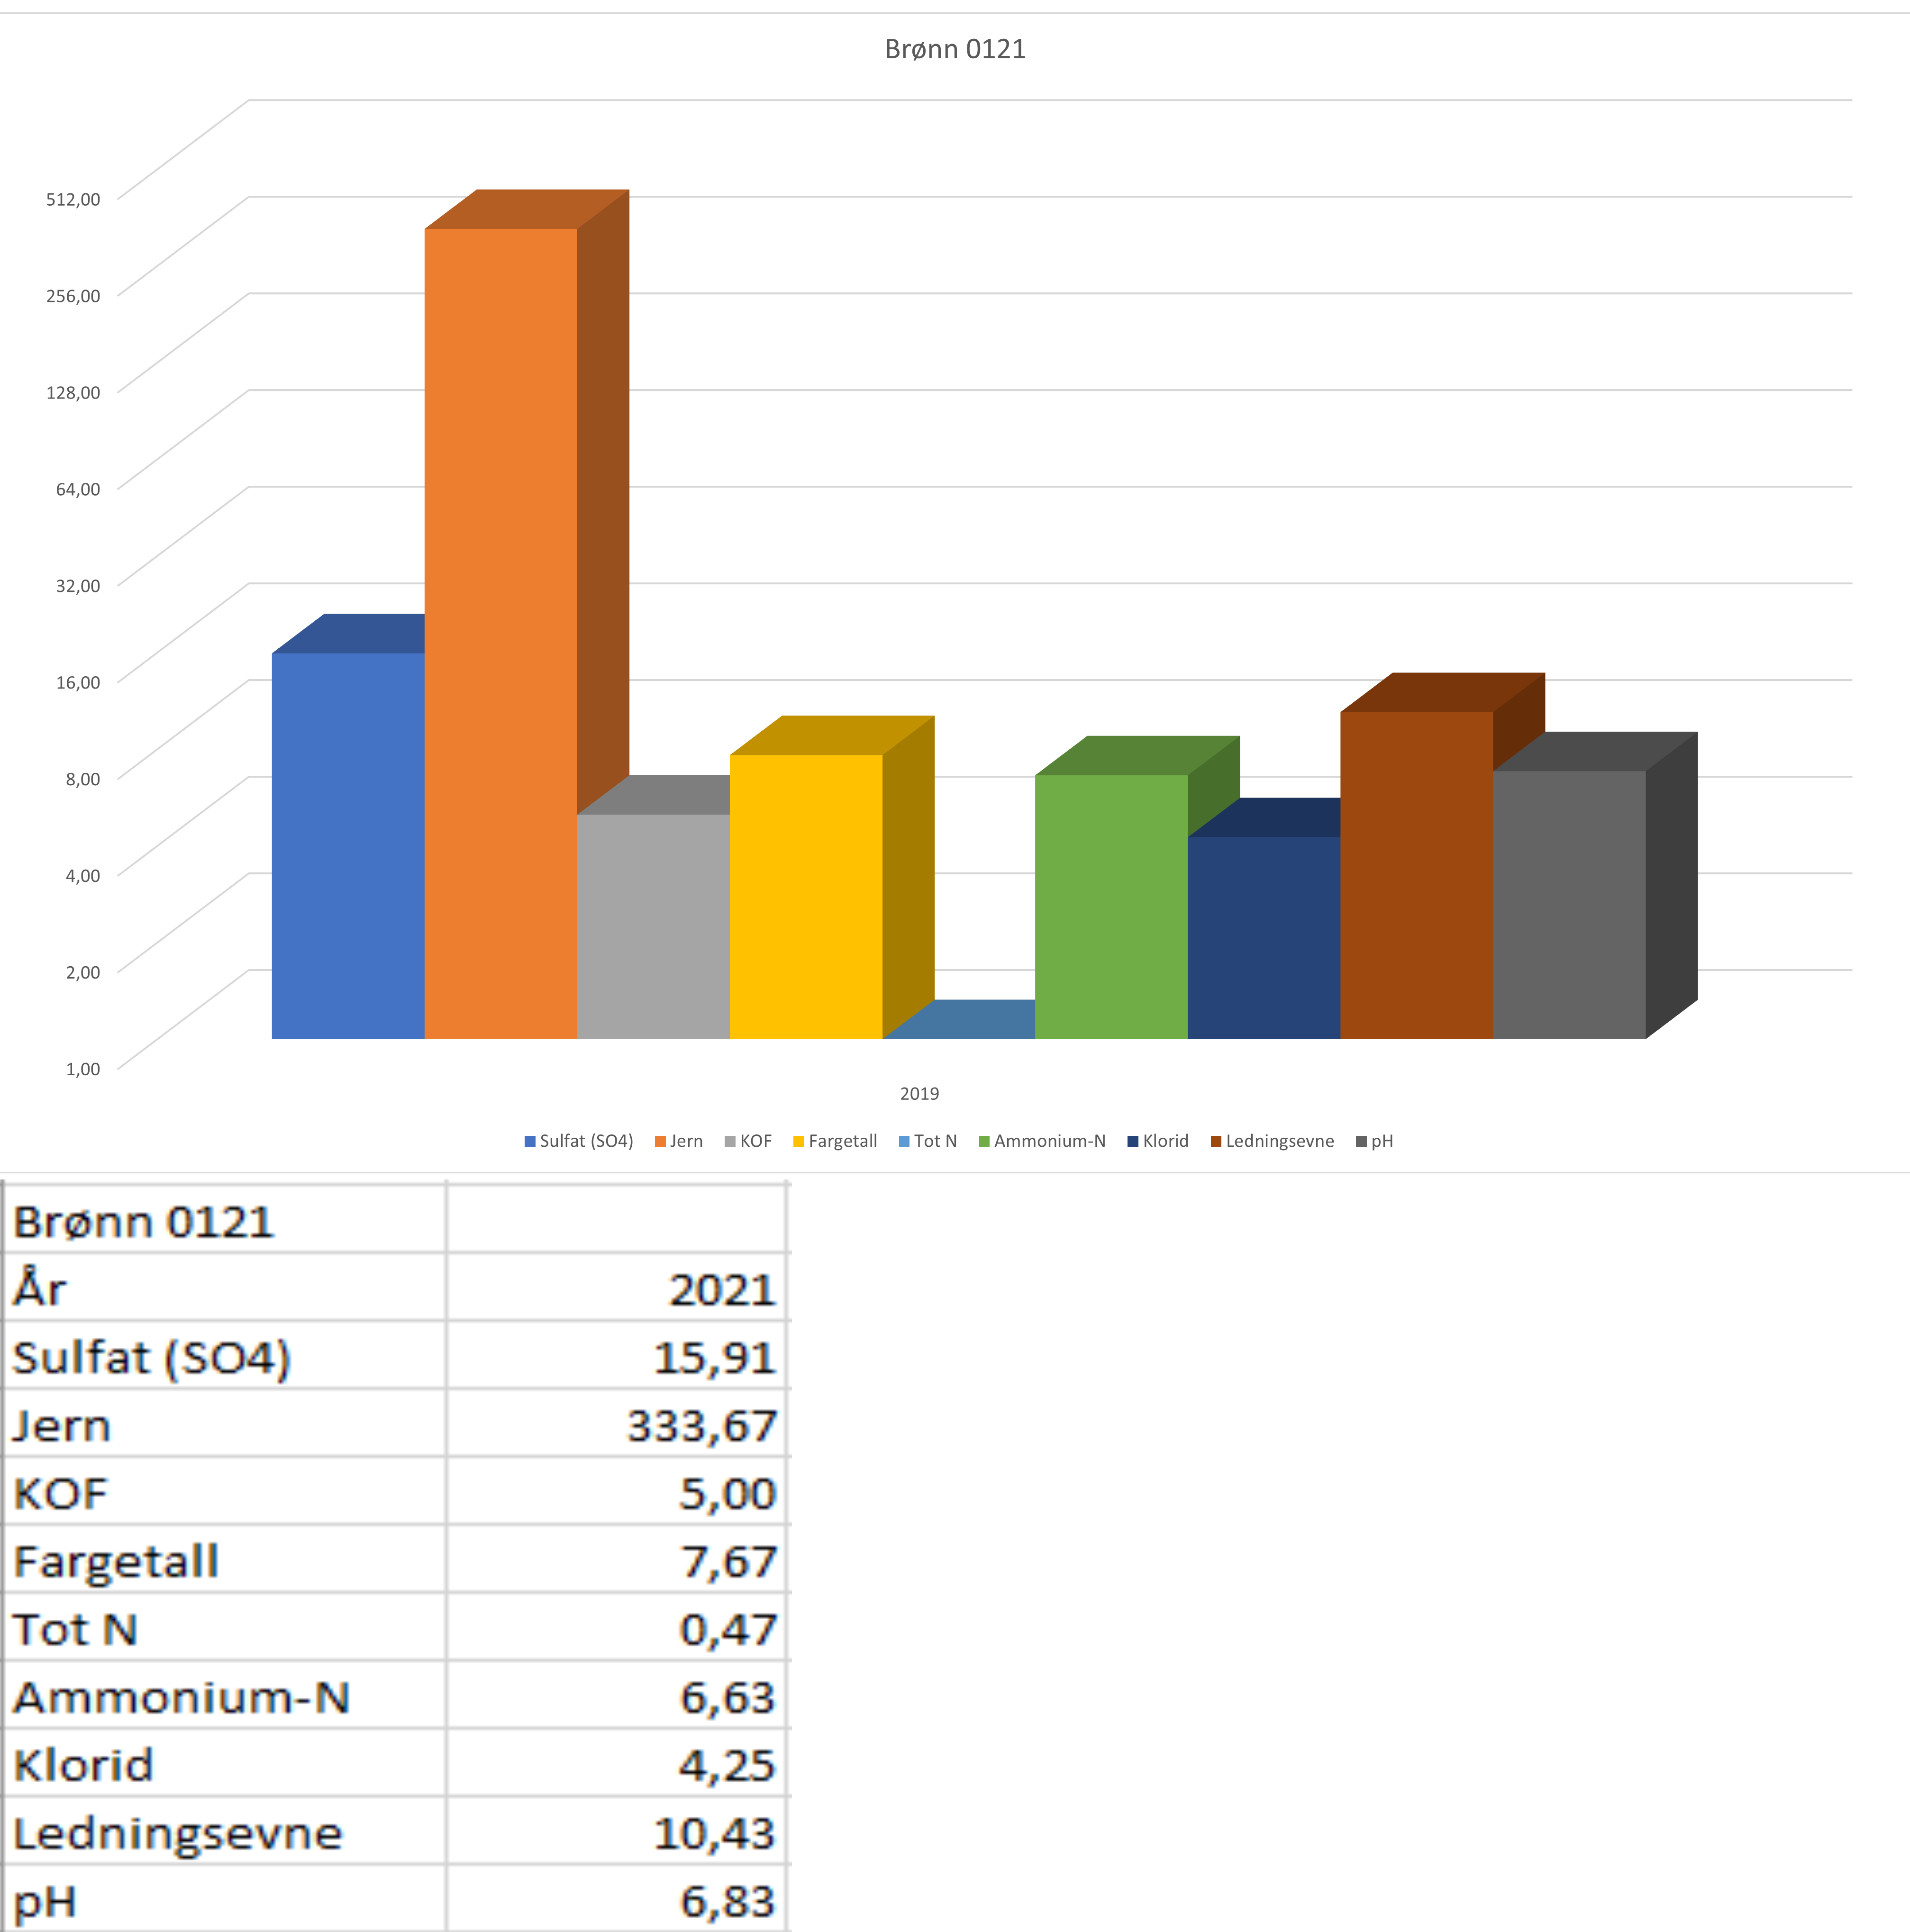 Brønn 0121
512,00
256,00
128,00
64,00
32,00
16,00
8,00
4,00
2,00
1,00
2019
Sulfat (SO4) Jern KOF Fargetall Tot N Ammonium-N Klorid Ledningsevne pH
Brønn 0121
År 2021
Sulfat (SO4) 15,91
Jern 333,67
KOF 5,00
Fargetall 7,67
Tot N 0,47
Ammonium-N 6,63
Klorid 4,25
Ledningsevne 10,43
pH 6,83